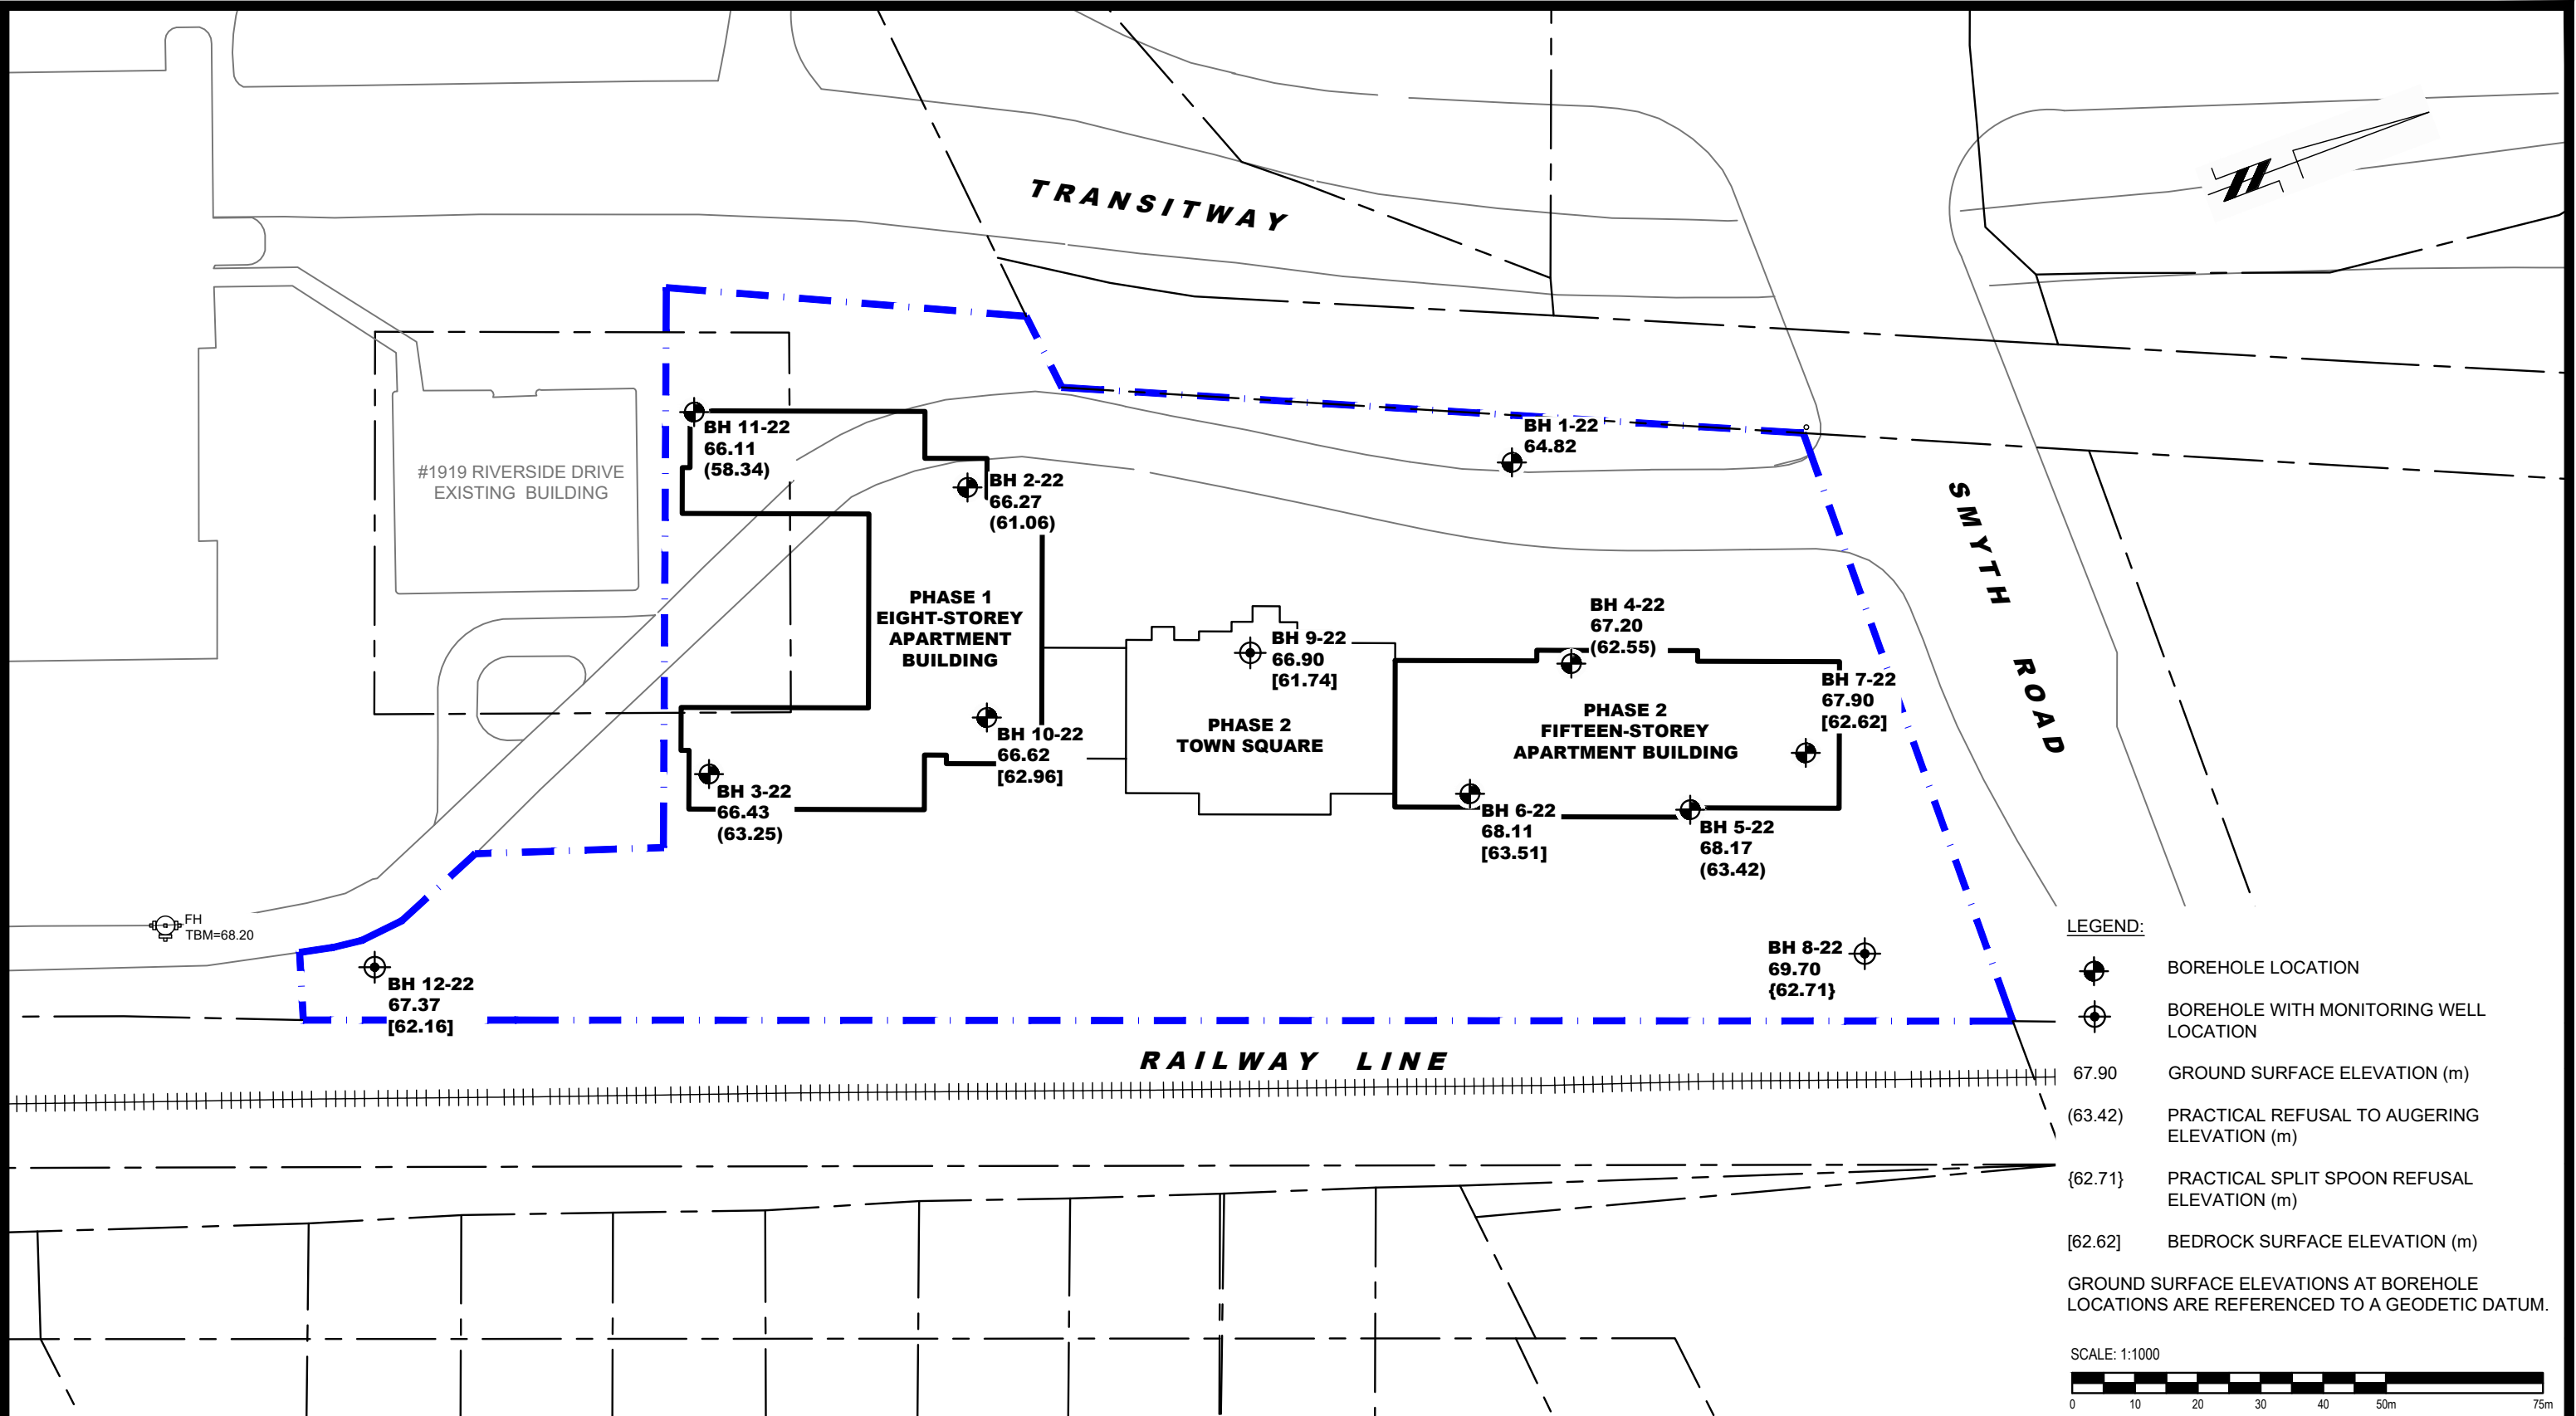 TRANSITWAY
BH 1-22
64.82
BH 11-22
66.11
(58.34)
#1919 RIVERSIDE DRIVE
EXISTING BUILDING
BH 2-22
66.27
(61.06)
SMYTH ROAD
PHASE 1
EIGHT-STOREY
APARTMENT
BUILDING
BH 9-22
66.90
[61.74]
BH 4-22
67.20
(62.55)
BH 7-22
67.90
[62.62]
PHASE 2
TOWN SQUARE
PHASE 2
FIFTEEN-STOREY
APARTMENT BUILDING
BH 10-22
66.62
[62.96]
BH 3-22
66.43
(63.25)
BH 6-22
68.11
[63.51]
BH 5-22
68.17
(63.42)
FH
TBM=68.20
BH 12-22
67.37
[62.16]
BH 8-22
69.70
{62.71}
RAILWAY LINE
LEGEND:
BOREHOLE LOCATION
BOREHOLE WITH MONITORING WELL
LOCATION
67.90 GROUND SURFACE ELEVATION (m)
(63.42) PRACTICAL REFUSAL TO AUGERING
ELEVATION (m)
{62.71} PRACTICAL SPLIT SPOON REFUSAL
ELEVATION (m)
[62.62] BEDROCK SURFACE ELEVATION (m)
GROUND SURFACE ELEVATIONS AT BOREHOLE
LOCATIONS ARE REFERENCED TO A GEODETIC DATUM.
SCALE: 1:1000
0 10 20 30 40 50m 75m